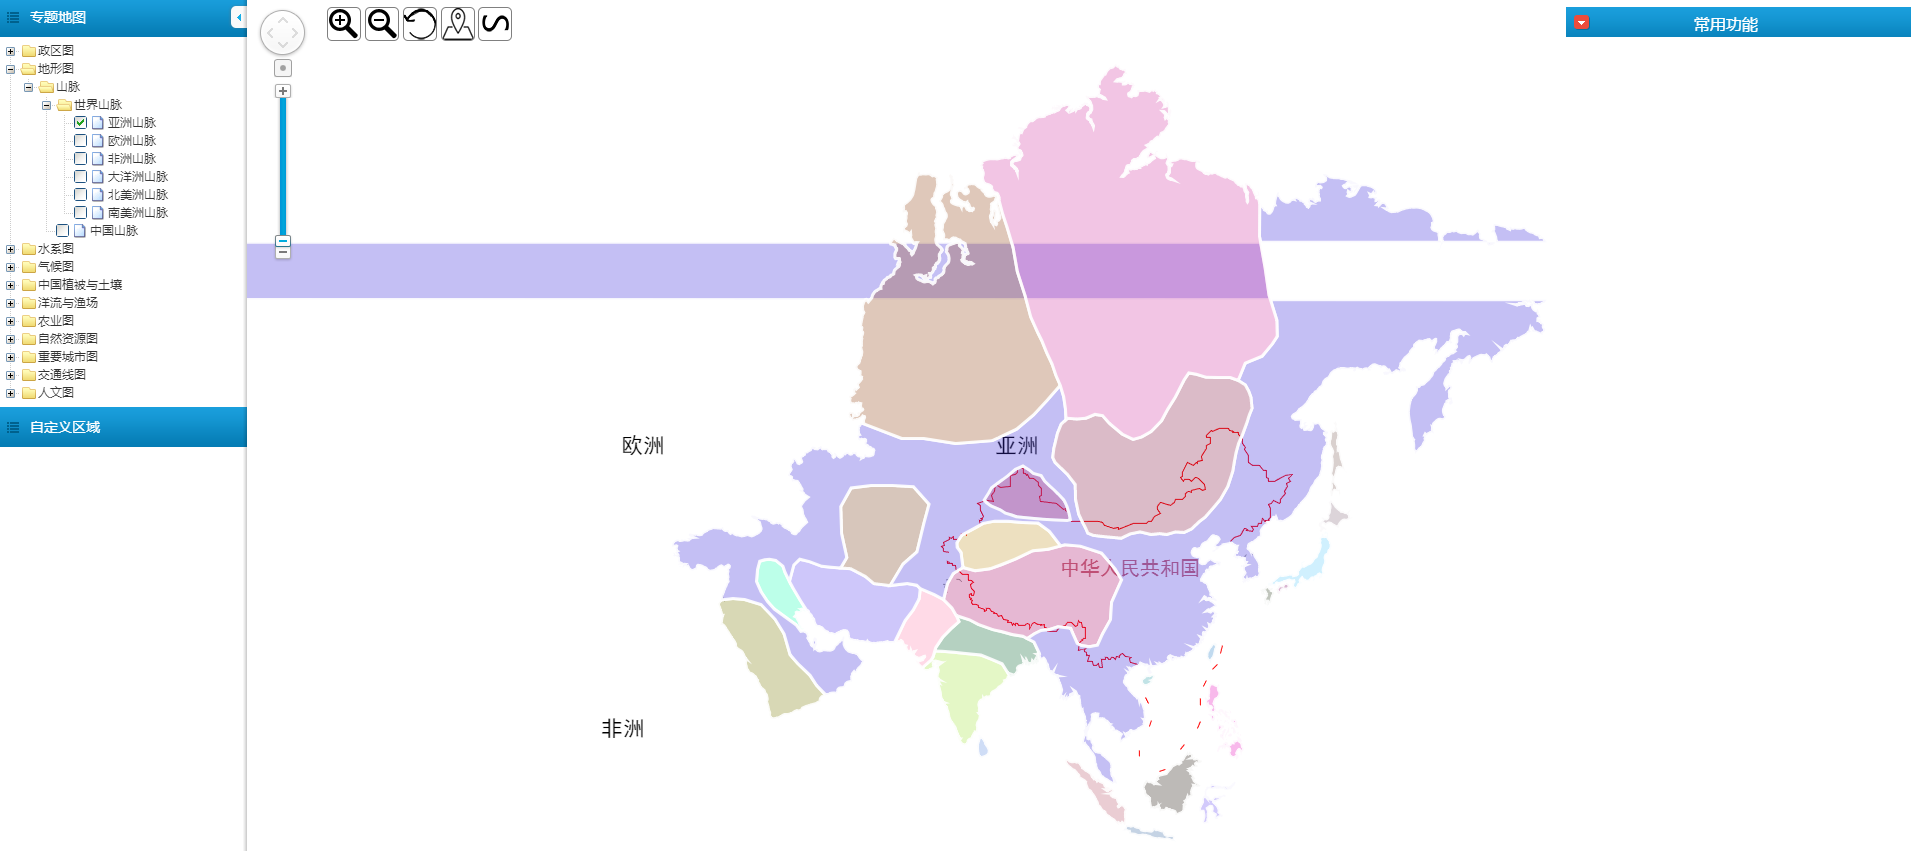 专题地图
政区图
地形图
山脉
世界山脉
亚洲山脉
欧洲山脉
非洲山脉
大洋洲山脉
北美洲山脉
南美洲山脉
中国山脉
水系图
气候图
中国植被与土壤
洋流与渔场
农业图
自然资源图
重要城市图
交通线图
人文图
自定义区域
常用功能
欧洲
亚洲
中华人民共和国
非洲